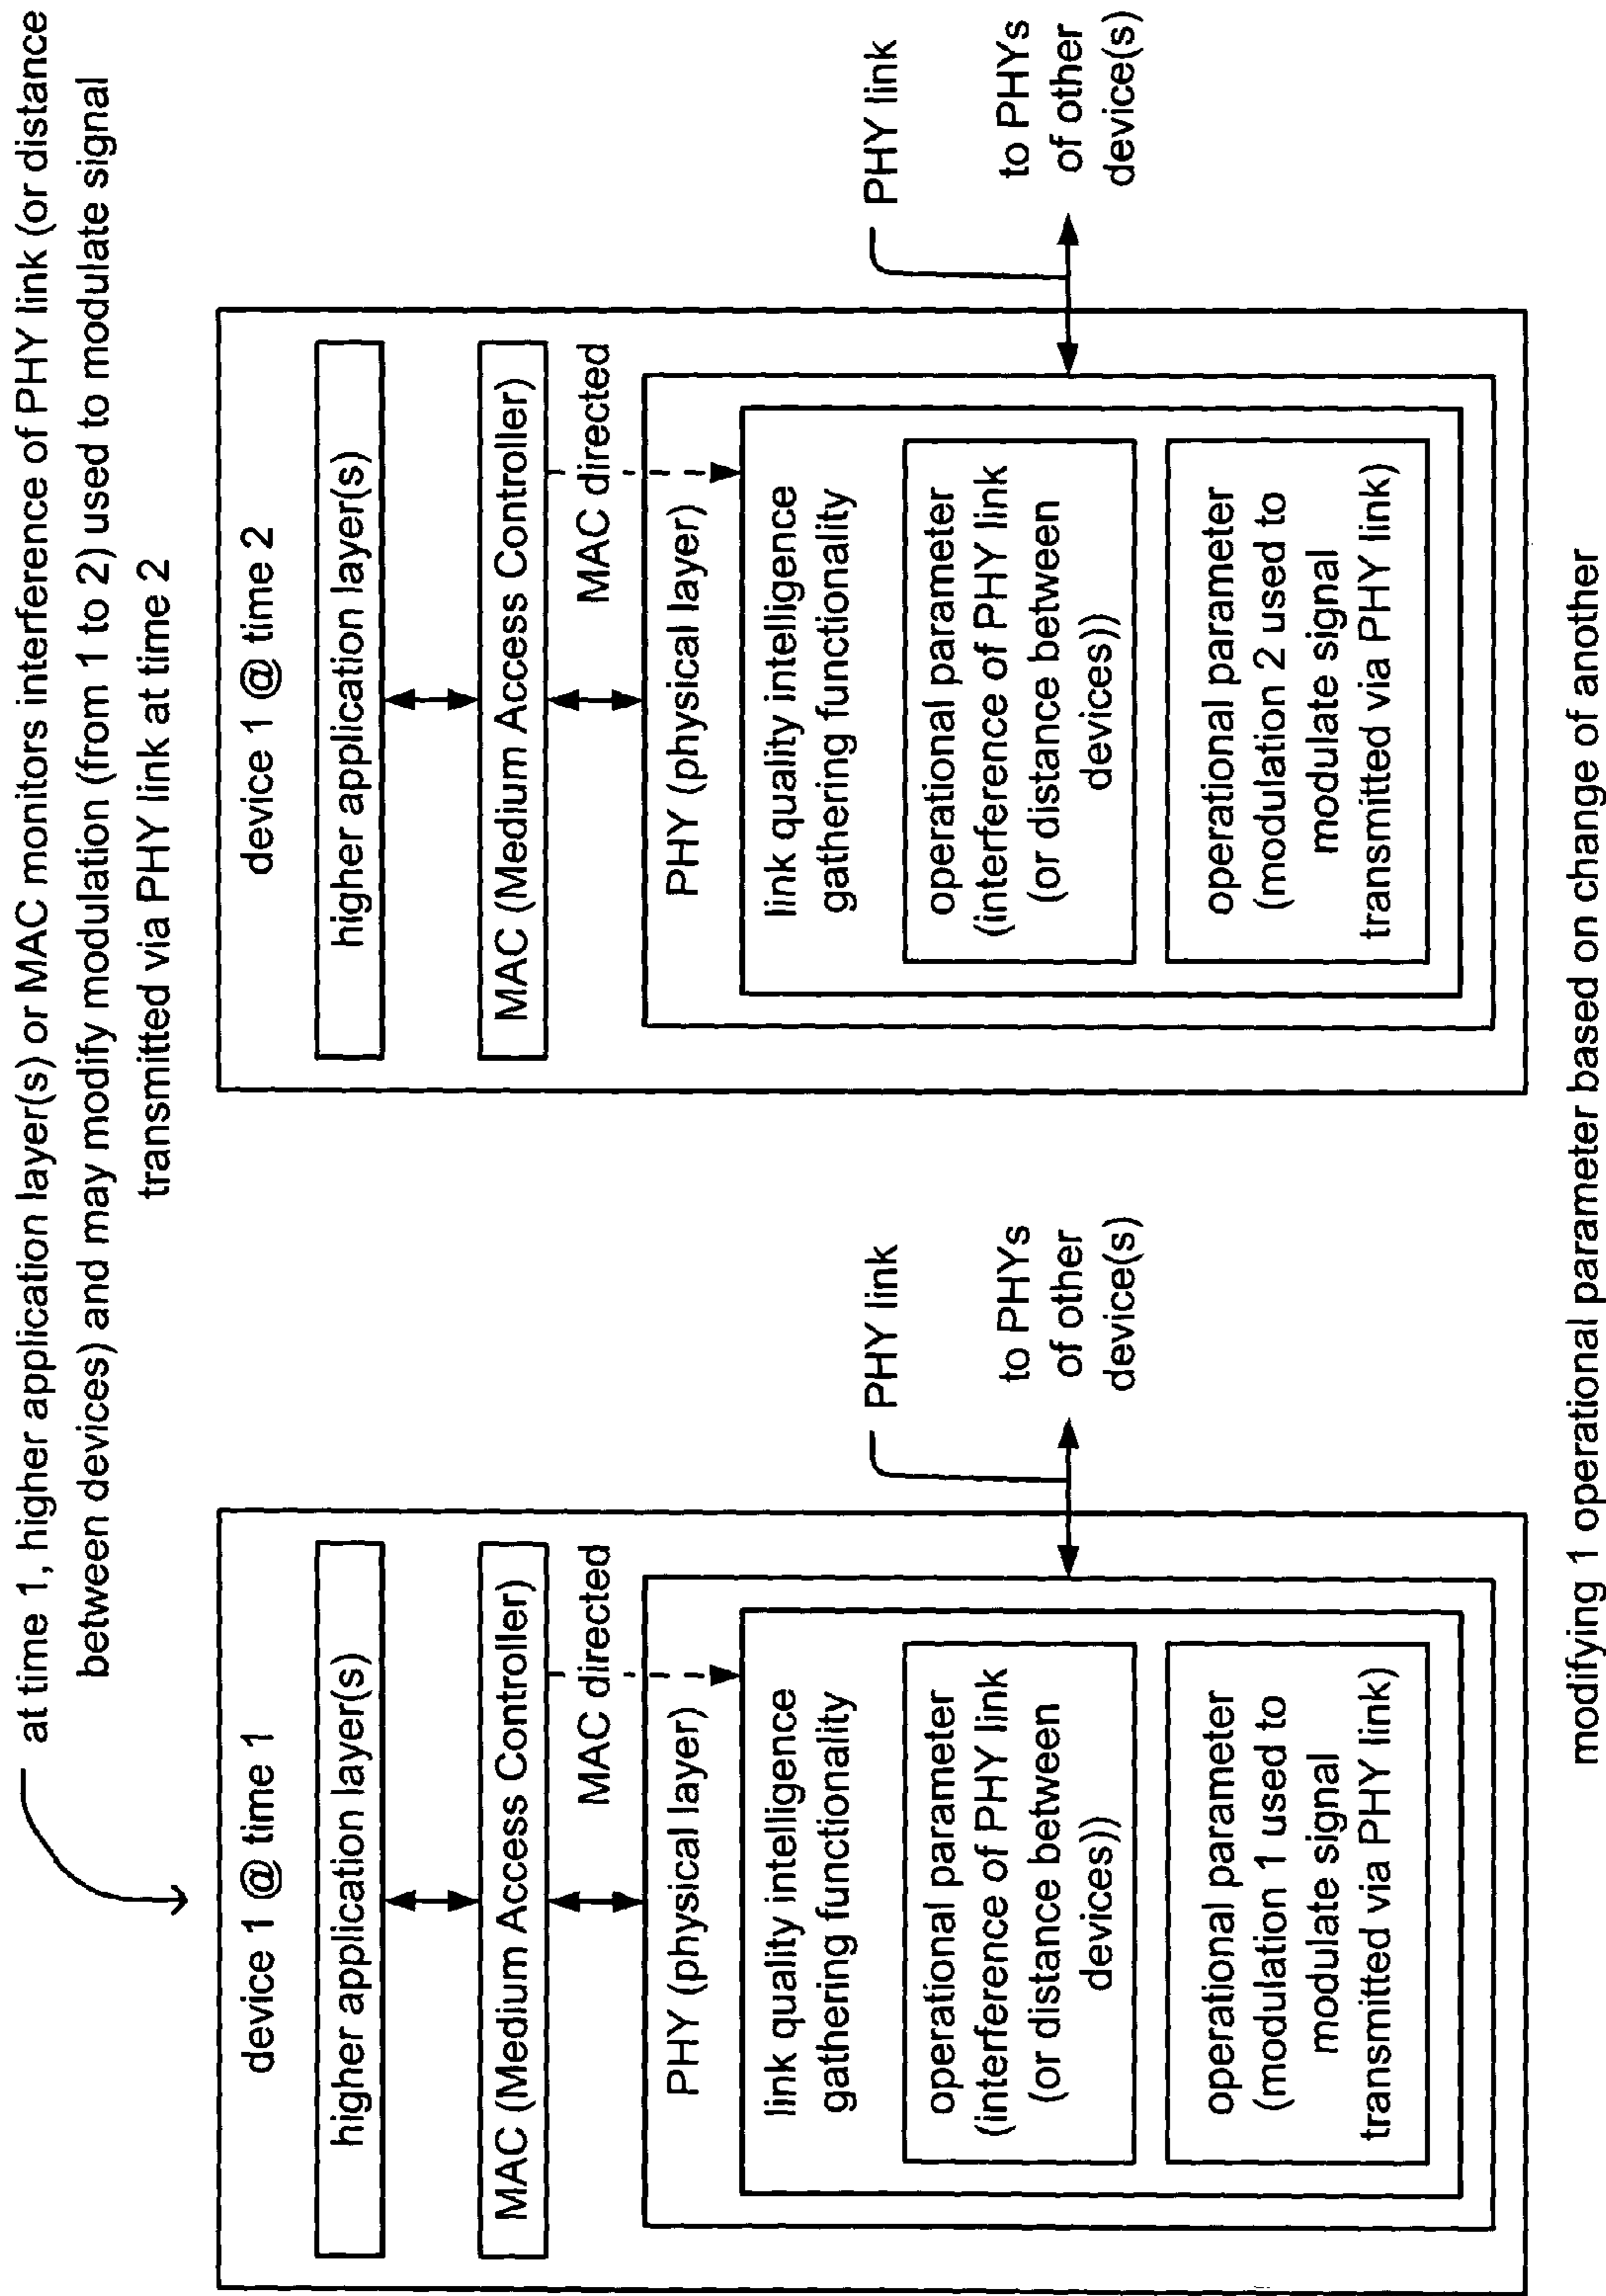 at time 1, higher application layer(s) or MAC monitors interference of PHY link (or distance
between devices) and may modify modulation (from 1 to 2) used to modulate signal
transmitted via PHY link at time 2
device 1 @ time 1
higher application layer(s)
MAC (Medium Access Controller)
MAC directed
PHY (physical layer)
link quality intelligence
gathering functionality
operational parameter
(interference of PHY link
(or distance between
devices))
operational parameter
(modulation 1 used to
modulate signal
transmitted via PHY link)
PHY link
to PHYs
of other
device(s)
device 1 @ time 2
higher application layer(s)
MAC (Medium Access Controller)
MAC directed
PHY (physical layer)
link quality intelligence
gathering functionality
operational parameter
(interference of PHY link
(or distance between
devices))
operational parameter
(modulation 2 used to
modulate signal
transmitted via PHY link)
PHY link
to PHYs
of other
device(s)
modifying 1 operational parameter based on change of another